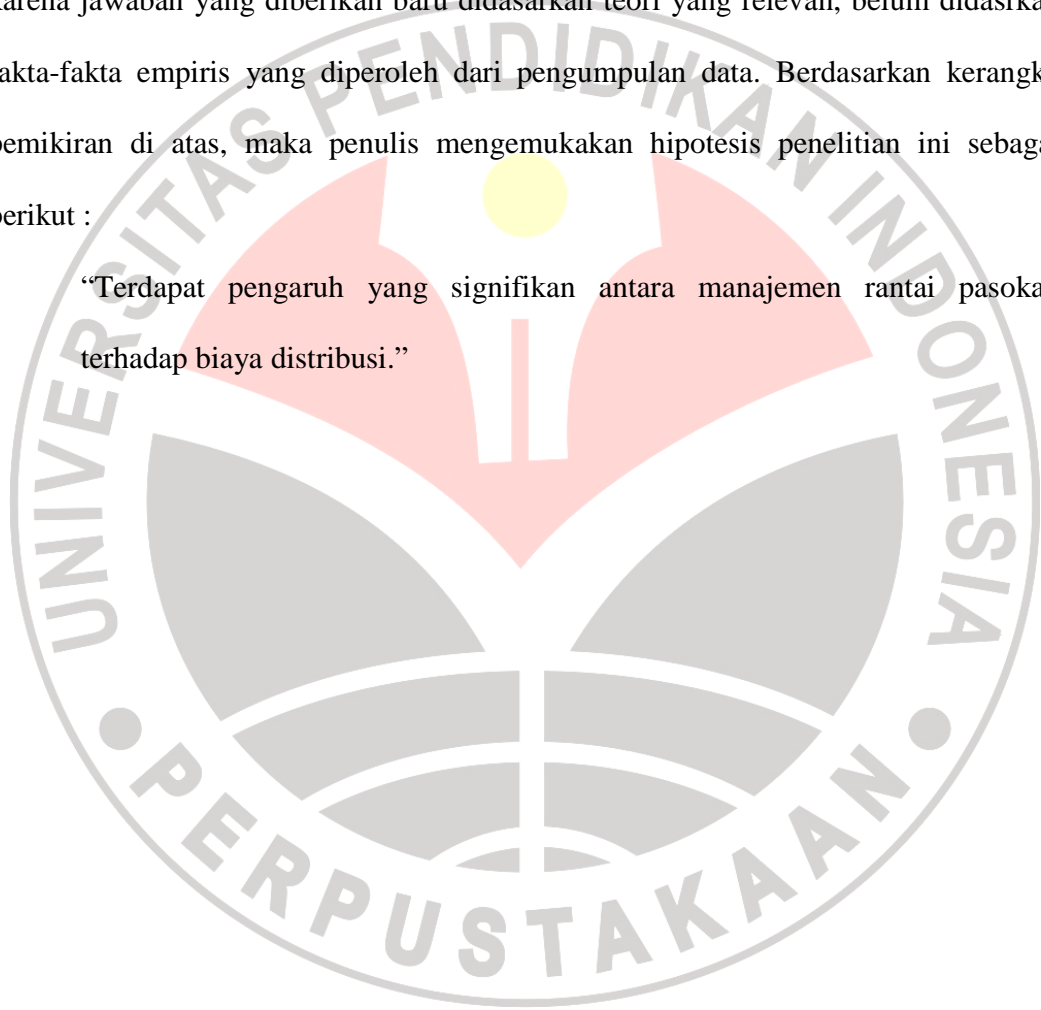 karena jawaban yang diberikan baru didasarkan teori yang relevan, belum didasrka
fakta-fakta empiris yang diperoleh dari pengumpulan data. Berdasarkan kerangk
pemikiran di atas, maka penulis mengemukakan hipotesis penelitian ini sebaga
berikut :
“Terdapat pengaruh yang signifikan antara manajemen rantai pasoka
terhadap biaya distribusi.”
UNIVERSITAS PENDIDIKAN INDONESIA
PERPUSTAKAAN